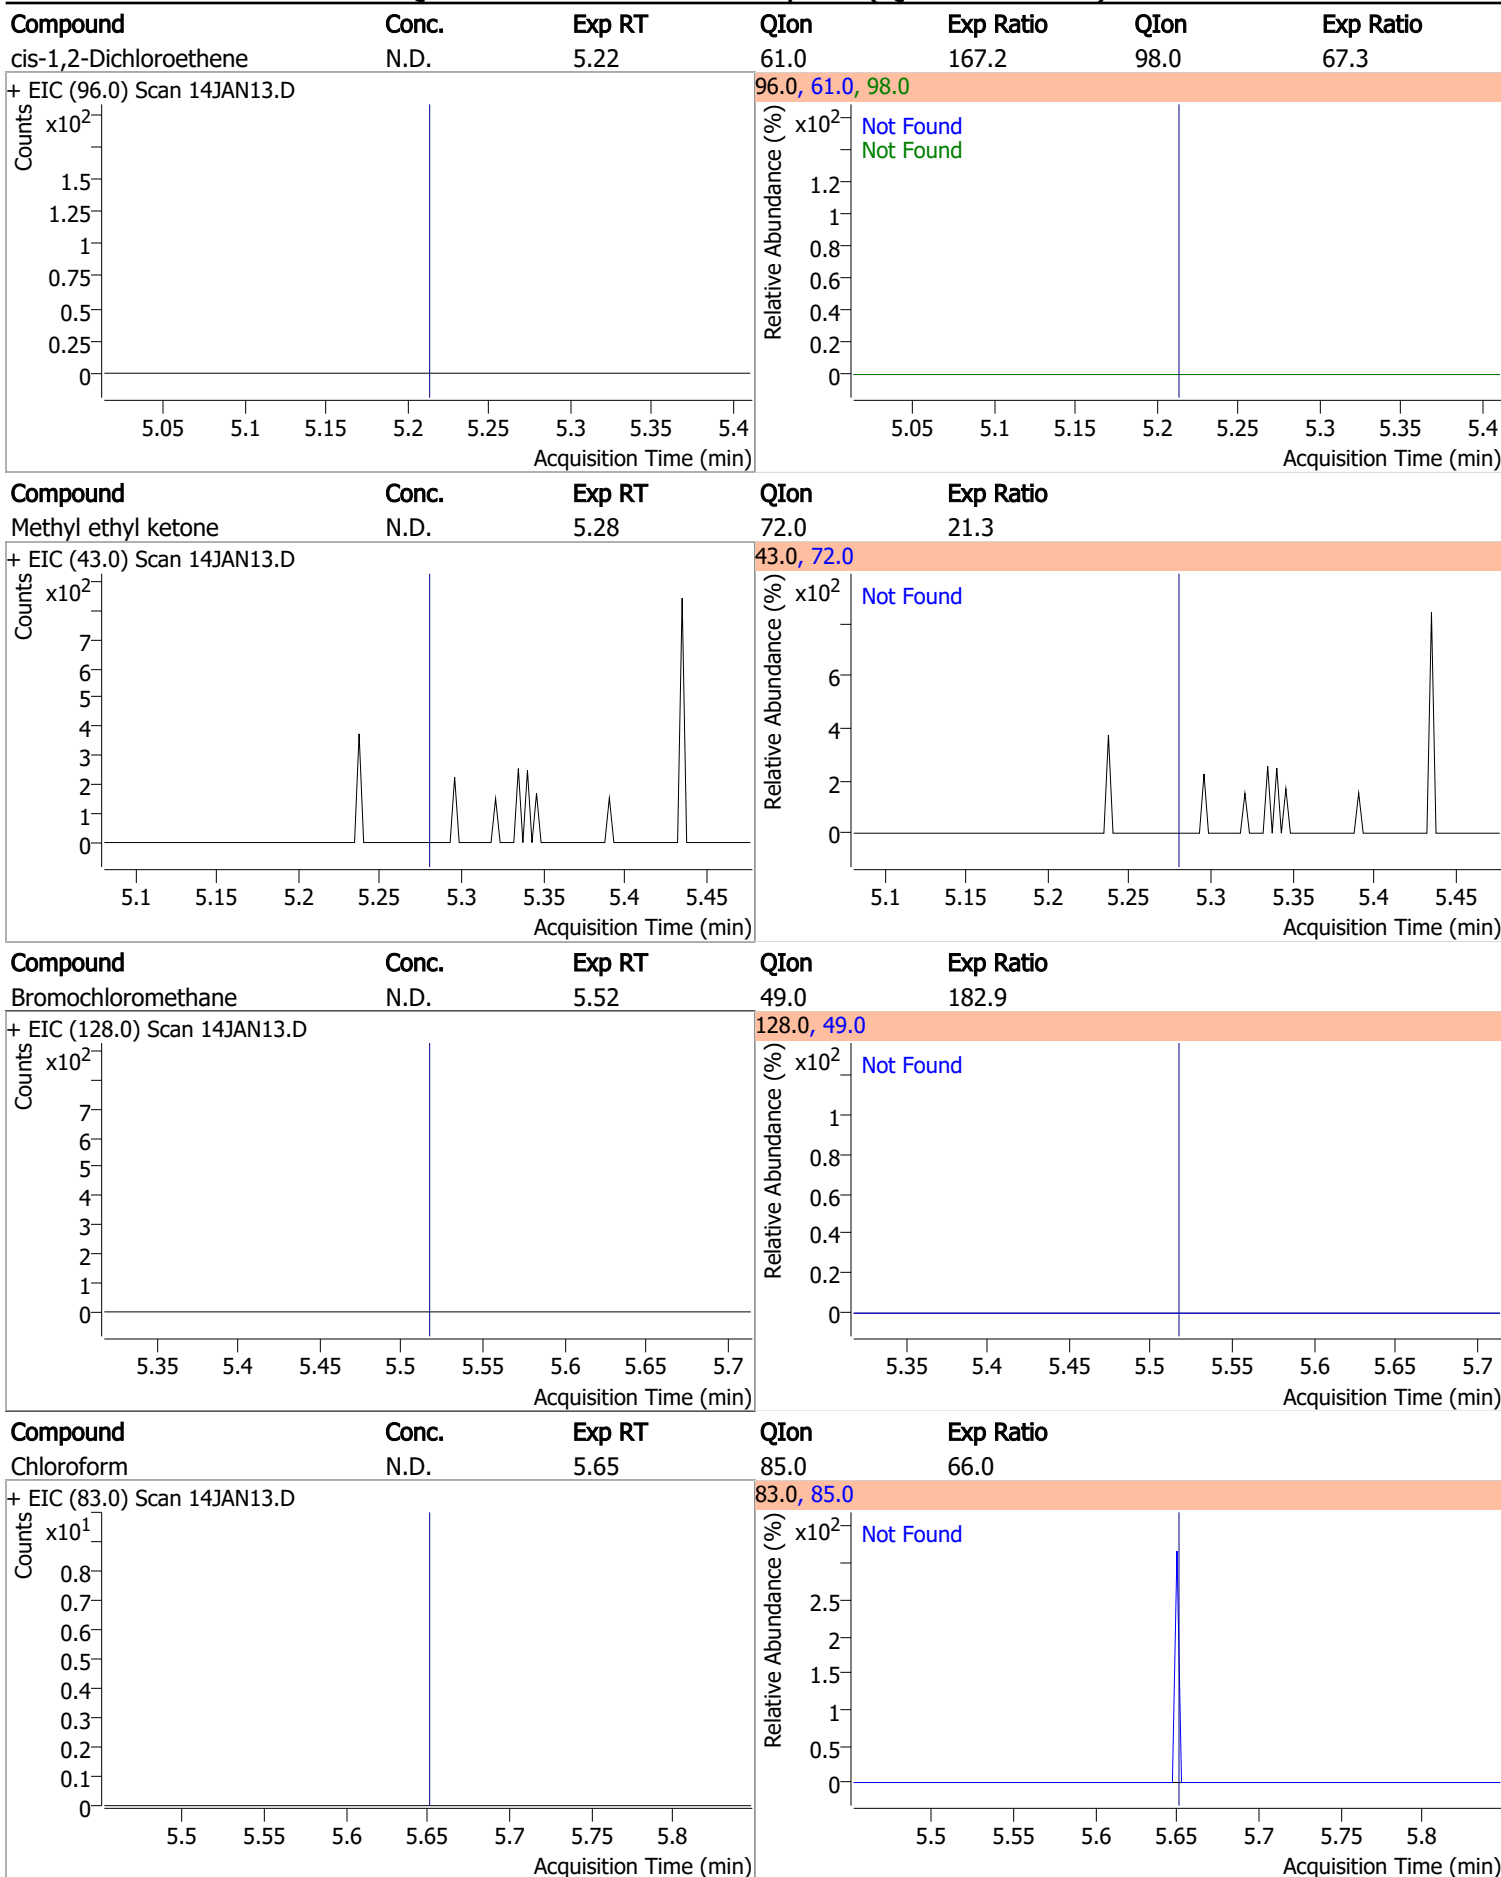 Compound Conc. Exp RT QIon Exp Ratio QIon Exp Ratio
cis-1,2-Dichloroethene N.D. 5.22 61.0 167.2 98.0 67.3
+ EIC (96.0) Scan 14JAN13.D
Counts
x10²
1.5
1.25
1
0.75
0.5
0.25
0
5.05 5.1 5.15 5.2 5.25 5.3 5.35 5.4
Acquisition Time (min)
96.0, 61.0, 98.0
Relative Abundance (%)
x10²
Not Found
Not Found
1.2
1
0.8
0.6
0.4
0.2
0
5.05 5.1 5.15 5.2 5.25 5.3 5.35 5.4
Acquisition Time (min)
Compound Conc. Exp RT QIon Exp Ratio
Methyl ethyl ketone N.D. 5.28 72.0 21.3
+ EIC (43.0) Scan 14JAN13.D
Counts
x10²
7
6
5
4
3
2
1
0
5.1 5.15 5.2 5.25 5.3 5.35 5.4 5.45
Acquisition Time (min)
43.0, 72.0
Relative Abundance (%)
x10²
Not Found
6
4
2
0
5.1 5.15 5.2 5.25 5.3 5.35 5.4 5.45
Acquisition Time (min)
Compound Conc. Exp RT QIon Exp Ratio
Bromochloromethane N.D. 5.52 49.0 182.9
+ EIC (128.0) Scan 14JAN13.D
Counts
x10²
7
6
5
4
3
2
1
0
5.35 5.4 5.45 5.5 5.55 5.6 5.65 5.7
Acquisition Time (min)
128.0, 49.0
Relative Abundance (%)
x10²
Not Found
1
0.8
0.6
0.4
0.2
0
5.35 5.4 5.45 5.5 5.55 5.6 5.65 5.7
Acquisition Time (min)
Compound Conc. Exp RT QIon Exp Ratio
Chloroform N.D. 5.65 85.0 66.0
+ EIC (83.0) Scan 14JAN13.D
Counts
x10¹
0.8
0.7
0.6
0.5
0.4
0.3
0.2
0.1
0
5.5 5.55 5.6 5.65 5.7 5.75 5.8
Acquisition Time (min)
83.0, 85.0
Relative Abundance (%)
x10²
Not Found
2.5
2
1.5
1
0.5
0
5.5 5.55 5.6 5.65 5.7 5.75 5.8
Acquisition Time (min)